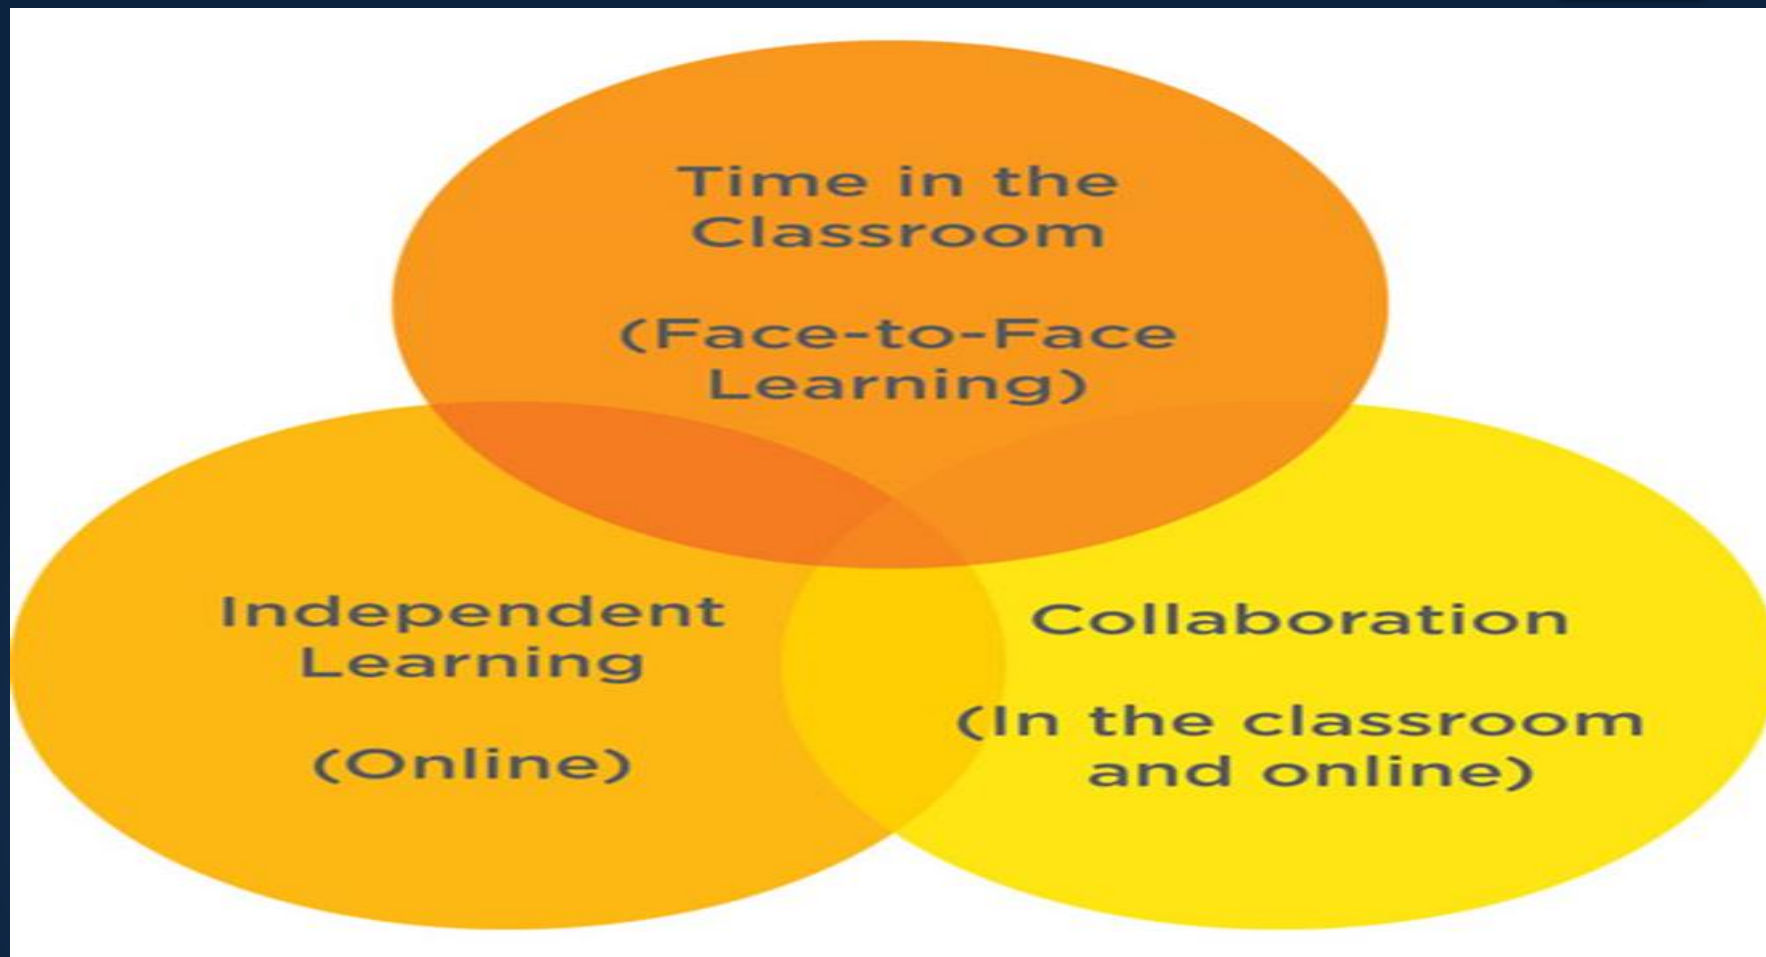 Time in the
Classroom
(Face-to-Face
Learning)
Independent
Learning
(Online)
Collaboration
(In the classroom
and online)